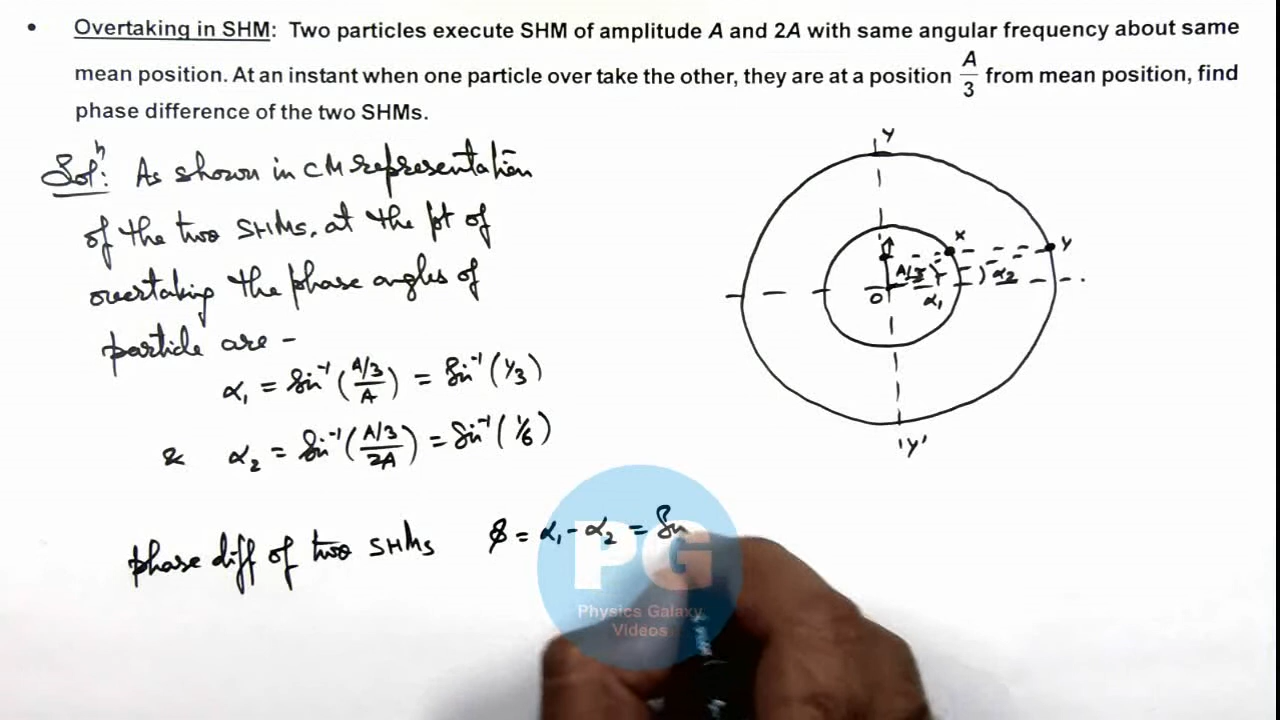 • Overtaking in SHM: Two particles execute SHM of amplitude A and 2A with same angular frequency about same
mean position. At an instant when one particle over take the other, they are at a position A/3 from mean position, find
phase difference of the two SHMs.
Solⁿ: As shown in CM representation
of the two SHMs, at the pt of
overtaking the phase angles of
particle are –
α₁ = Sin⁻¹(A/3 / A) = Sin⁻¹(1/3)
& α₂ = Sin⁻¹(A/3 / 2A) = Sin⁻¹(1/6)
phase diff of two SHMs ϕ = α₁ - α₂ = Sin
y
x
y
A/3
α₂
O
α₁
'y'
PG
Physics Galaxy
Videos